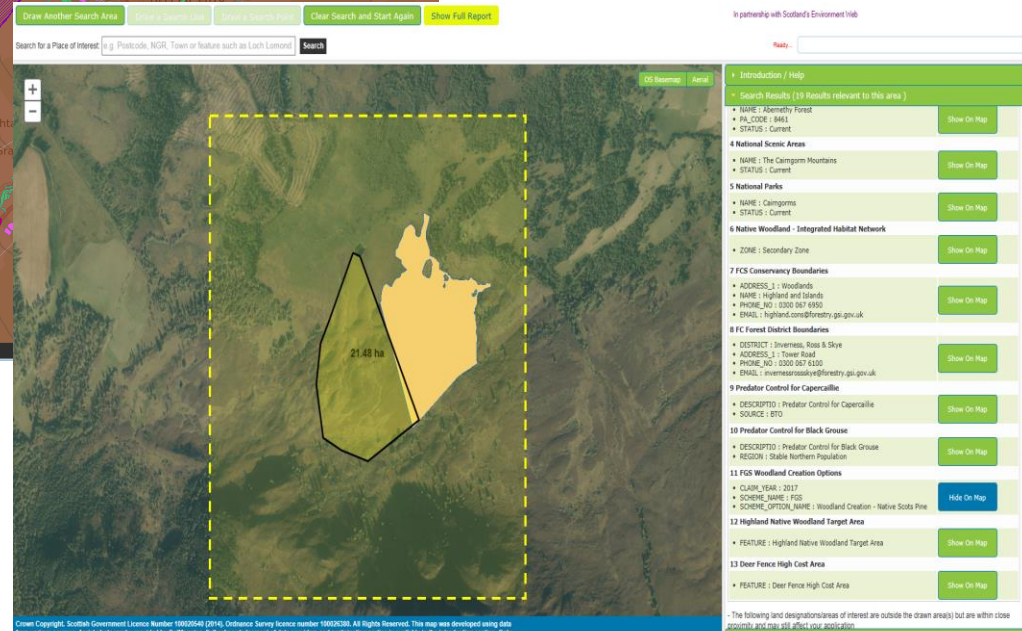 Draw Another Search Area
Draw a Search Line
Draw a Search Point
Clear Search and Start Again
Show Full Report
In partnership with Scotland's Environment Web
Search for a Place of Interest:
e.g. Postcode, NGR, Town or feature such as Loch Lomond.
Search
Ready...
+
−
OS Basemap
Aerial
21.48 ha
Introduction / Help
Search Results (19 Results relevant to this area )
• NAME : Abernethy Forest
• PA_CODE : 8461
• STATUS : Current
Show On Map
4 National Scenic Areas
• NAME : The Cairngorm Mountains
• STATUS : Current
Show On Map
5 National Parks
• NAME : Cairngorms
• STATUS : Current
Show On Map
6 Native Woodland - Integrated Habitat Network
• ZONE : Secondary Zone
Show On Map
7 FCS Conservancy Boundaries
• ADDRESS_1 : Woodlands
• NAME : Highland and Islands
• PHONE_NO : 0300 067 6950
• EMAIL : highland.cons@forestry.gsi.gov.uk
Show On Map
8 FC Forest District Boundaries
• DISTRICT : Inverness, Ross & Skye
• ADDRESS_1 : Tower Road
• PHONE_NO : 0300 067 6100
• EMAIL : invernessrossskye@forestry.gsi.gov.uk
Show On Map
9 Predator Control for Capercaillie
• DESCRIPTIO : Predator Control for Capercaillie
• SOURCE : BTO
Show On Map
10 Predator Control for Black Grouse
• DESCRIPTIO : Predator Control for Black Grouse
• REGION : Stable Northern Population
Show On Map
11 FGS Woodland Creation Options
• CLAIM_YEAR : 2017
• SCHEME_NAME : FGS
• SCHEME_OPTION_NAME : Woodland Creation - Native Scots Pine
Hide On Map
12 Highland Native Woodland Target Area
• FEATURE : Highland Native Woodland Target Area
Show On Map
13 Deer Fence High Cost Area
• FEATURE : Deer Fence High Cost Area
Show On Map
- The following land designations/areas of interest are outside the drawn area(s) but are within close
proximity and may still affect your application
Crown Copyright. Scottish Government Licence Number 100020540 (2014). Ordnance Survey licence number 100026380. All Rights Reserved. This map was developed using data